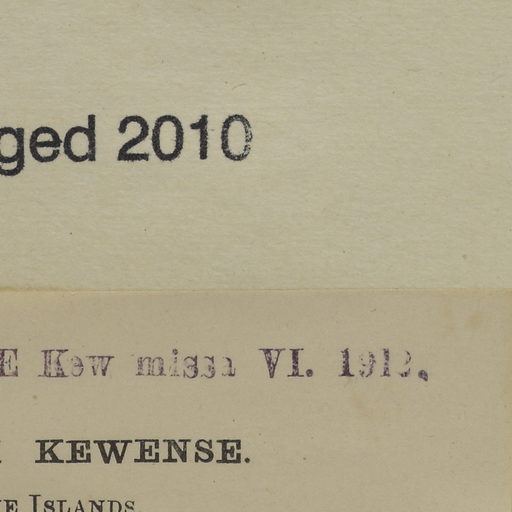 ged 2010
E Kew missa VI. 1912.
KEWENSE.
E ISLANDS.